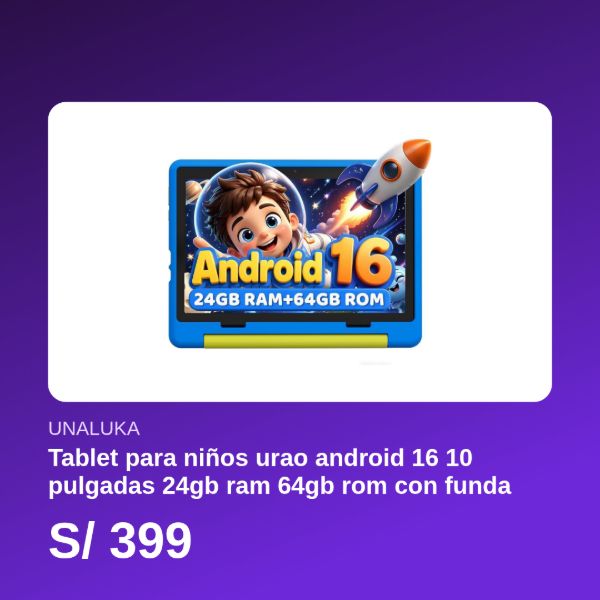 Android 16
24GB RAM+64GB ROM
UNALUKA
Tablet para niños urao android 16 10
pulgadas 24gb ram 64gb rom con funda
S/ 399